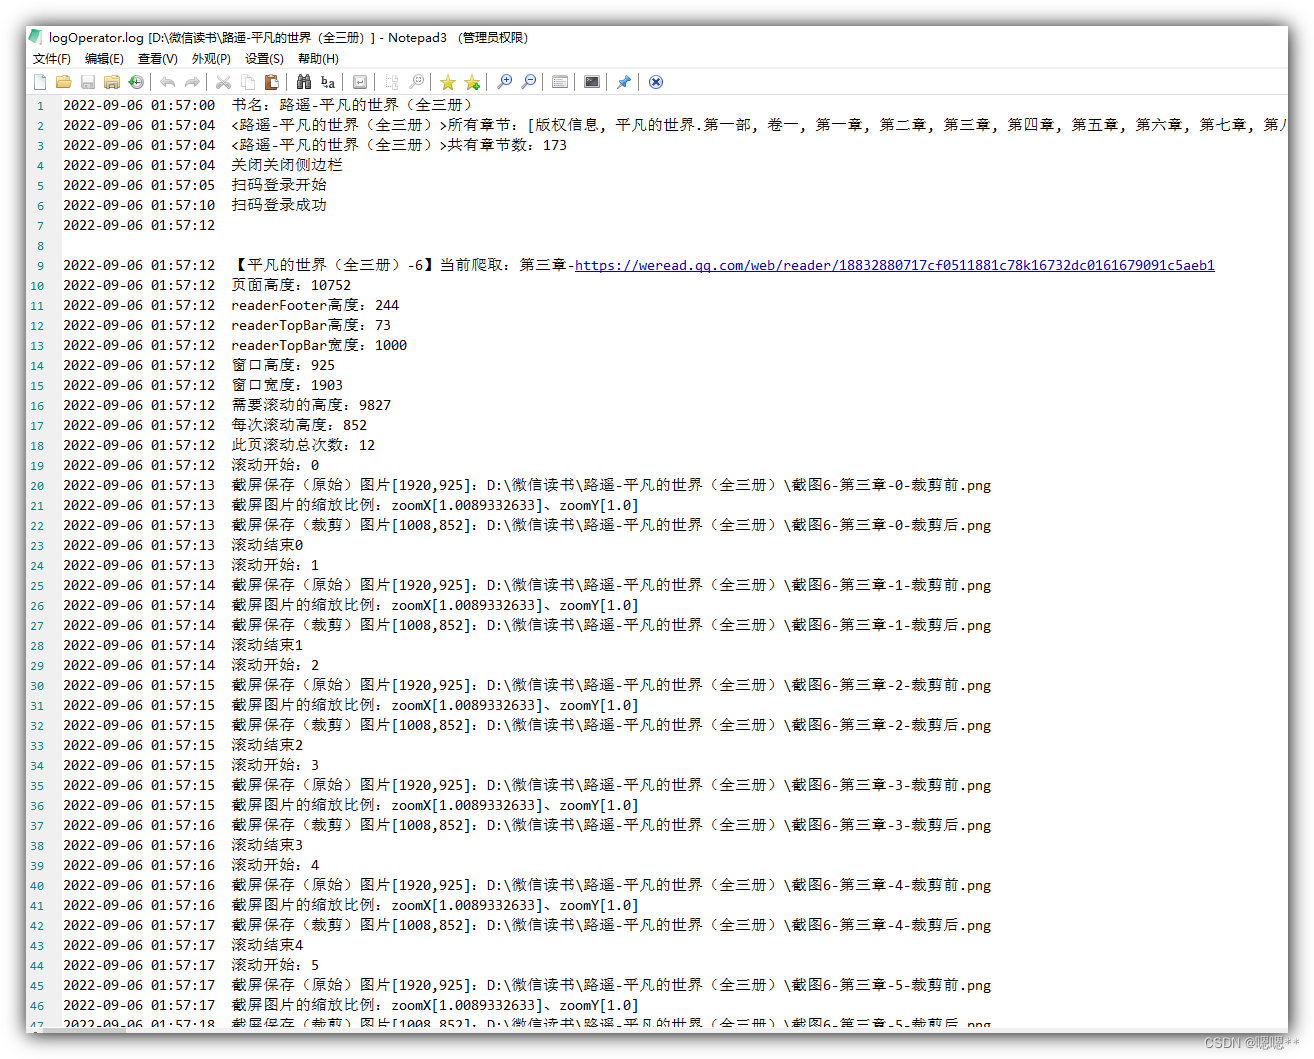 logOperator.log [D:\微信读书\路遥-平凡的世界（全三册）] - Notepad3 （管理员权限）
文件(F) 编辑(E) 查看(V) 外观(P) 设置(S) 帮助(H)
1 2022-09-06 01:57:00 书名：路遥-平凡的世界（全三册）
2 2022-09-06 01:57:04 <路遥-平凡的世界（全三册）>所有章节：[版权信息, 平凡的世界.第一部, 卷一, 第一章, 第二章, 第三章, 第四章, 第五章, 第六章, 第七章, 第八
3 2022-09-06 01:57:04 <路遥-平凡的世界（全三册）>共有章节数：173
4 2022-09-06 01:57:04 关闭关闭侧边栏
5 2022-09-06 01:57:05 扫码登录开始
6 2022-09-06 01:57:10 扫码登录成功
7 2022-09-06 01:57:12
8
9 2022-09-06 01:57:12 【平凡的世界（全三册）-6】当前爬取：第三章-https://weread.qq.com/web/reader/18832880717cf0511881c78k16732dc0161679091c5aeb1
10 2022-09-06 01:57:12 页面高度：10752
11 2022-09-06 01:57:12 readerFooter高度：244
12 2022-09-06 01:57:12 readerTopBar高度：73
13 2022-09-06 01:57:12 readerTopBar宽度：1000
14 2022-09-06 01:57:12 窗口高度：925
15 2022-09-06 01:57:12 窗口宽度：1903
16 2022-09-06 01:57:12 需要滚动的高度：9827
17 2022-09-06 01:57:12 每次滚动高度：852
18 2022-09-06 01:57:12 此页滚动总次数：12
19 2022-09-06 01:57:12 滚动开始：0
20 2022-09-06 01:57:13 截屏保存（原始）图片[1920,925]：D:\微信读书\路遥-平凡的世界（全三册）\截图6-第三章-0-裁剪前.png
21 2022-09-06 01:57:13 截屏图片的缩放比例：zoomX[1.0089332633]、zoomY[1.0]
22 2022-09-06 01:57:13 截屏保存（裁剪）图片[1008,852]：D:\微信读书\路遥-平凡的世界（全三册）\截图6-第三章-0-裁剪后.png
23 2022-09-06 01:57:13 滚动结束0
24 2022-09-06 01:57:13 滚动开始：1
25 2022-09-06 01:57:14 截屏保存（原始）图片[1920,925]：D:\微信读书\路遥-平凡的世界（全三册）\截图6-第三章-1-裁剪前.png
26 2022-09-06 01:57:14 截屏图片的缩放比例：zoomX[1.0089332633]、zoomY[1.0]
27 2022-09-06 01:57:14 截屏保存（裁剪）图片[1008,852]：D:\微信读书\路遥-平凡的世界（全三册）\截图6-第三章-1-裁剪后.png
28 2022-09-06 01:57:14 滚动结束1
29 2022-09-06 01:57:14 滚动开始：2
30 2022-09-06 01:57:15 截屏保存（原始）图片[1920,925]：D:\微信读书\路遥-平凡的世界（全三册）\截图6-第三章-2-裁剪前.png
31 2022-09-06 01:57:15 截屏图片的缩放比例：zoomX[1.0089332633]、zoomY[1.0]
32 2022-09-06 01:57:15 截屏保存（裁剪）图片[1008,852]：D:\微信读书\路遥-平凡的世界（全三册）\截图6-第三章-2-裁剪后.png
33 2022-09-06 01:57:15 滚动结束2
34 2022-09-06 01:57:15 滚动开始：3
35 2022-09-06 01:57:15 截屏保存（原始）图片[1920,925]：D:\微信读书\路遥-平凡的世界（全三册）\截图6-第三章-3-裁剪前.png
36 2022-09-06 01:57:15 截屏图片的缩放比例：zoomX[1.0089332633]、zoomY[1.0]
37 2022-09-06 01:57:16 截屏保存（裁剪）图片[1008,852]：D:\微信读书\路遥-平凡的世界（全三册）\截图6-第三章-3-裁剪后.png
38 2022-09-06 01:57:16 滚动结束3
39 2022-09-06 01:57:16 滚动开始：4
40 2022-09-06 01:57:16 截屏保存（原始）图片[1920,925]：D:\微信读书\路遥-平凡的世界（全三册）\截图6-第三章-4-裁剪前.png
41 2022-09-06 01:57:16 截屏图片的缩放比例：zoomX[1.0089332633]、zoomY[1.0]
42 2022-09-06 01:57:17 截屏保存（裁剪）图片[1008,852]：D:\微信读书\路遥-平凡的世界（全三册）\截图6-第三章-4-裁剪后.png
43 2022-09-06 01:57:17 滚动结束4
44 2022-09-06 01:57:17 滚动开始：5
45 2022-09-06 01:57:17 截屏保存（原始）图片[1920,925]：D:\微信读书\路遥-平凡的世界（全三册）\截图6-第三章-5-裁剪前.png
46 2022-09-06 01:57:17 截屏图片的缩放比例：zoomX[1.0089332633]、zoomY[1.0]
47 2022-09-06 01:57:18 截屏保存（裁剪）图片[1008,852]：D:\微信读书\路遥-平凡的世界（全三册）\截图6-第三章-5-裁剪后.png
CSDN @嗯嗯**